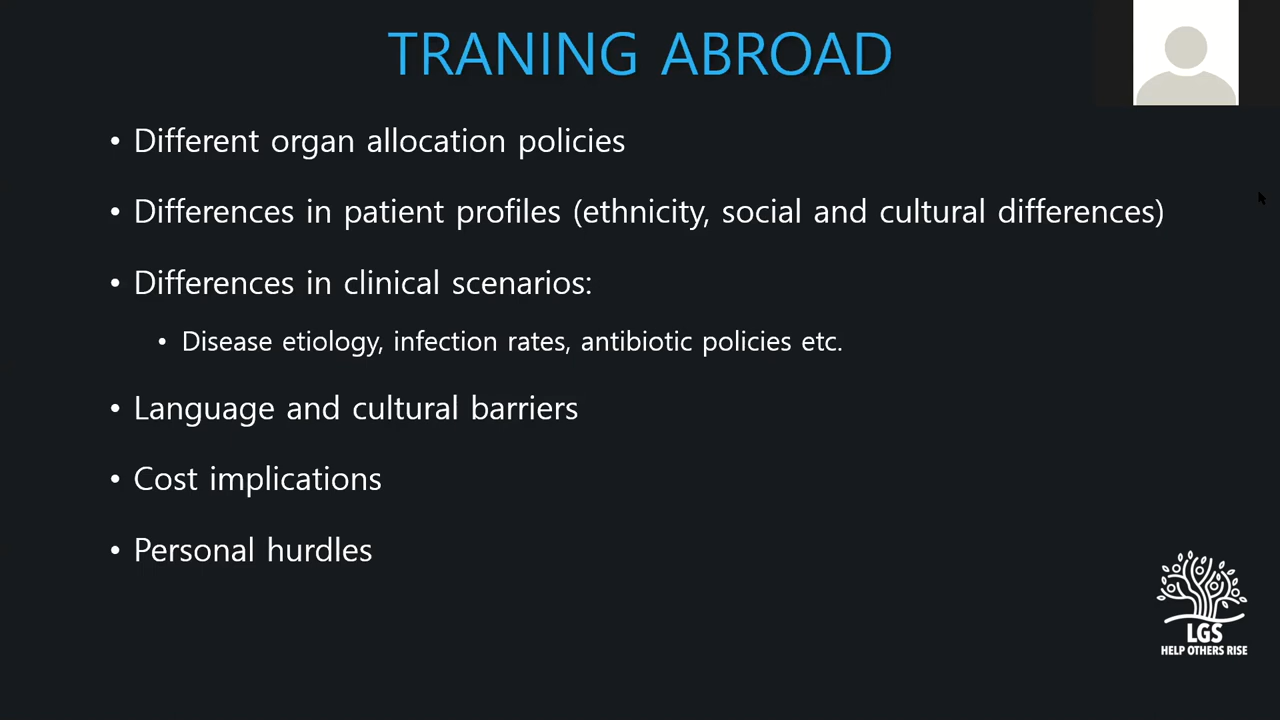 TRANING ABROAD
• Different organ allocation policies
• Differences in patient profiles (ethnicity, social and cultural differences)
• Differences in clinical scenarios:
• Disease etiology, infection rates, antibiotic policies etc.
• Language and cultural barriers
• Cost implications
• Personal hurdles
LGS
HELP OTHERS RISE